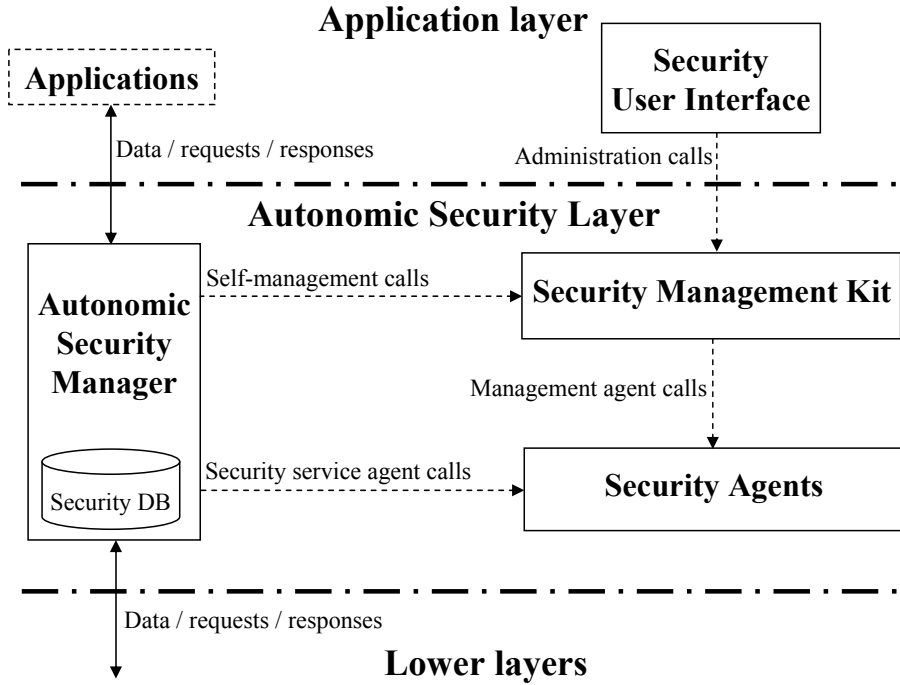 Application layer
Applications
Security
User Interface
Data / requests / responses
Administration calls
Autonomic Security Layer
Autonomic
Security
Manager
Self-management calls
Security Management Kit
Management agent calls
Security DB
Security service agent calls
Security Agents
Data / requests / responses
Lower layers